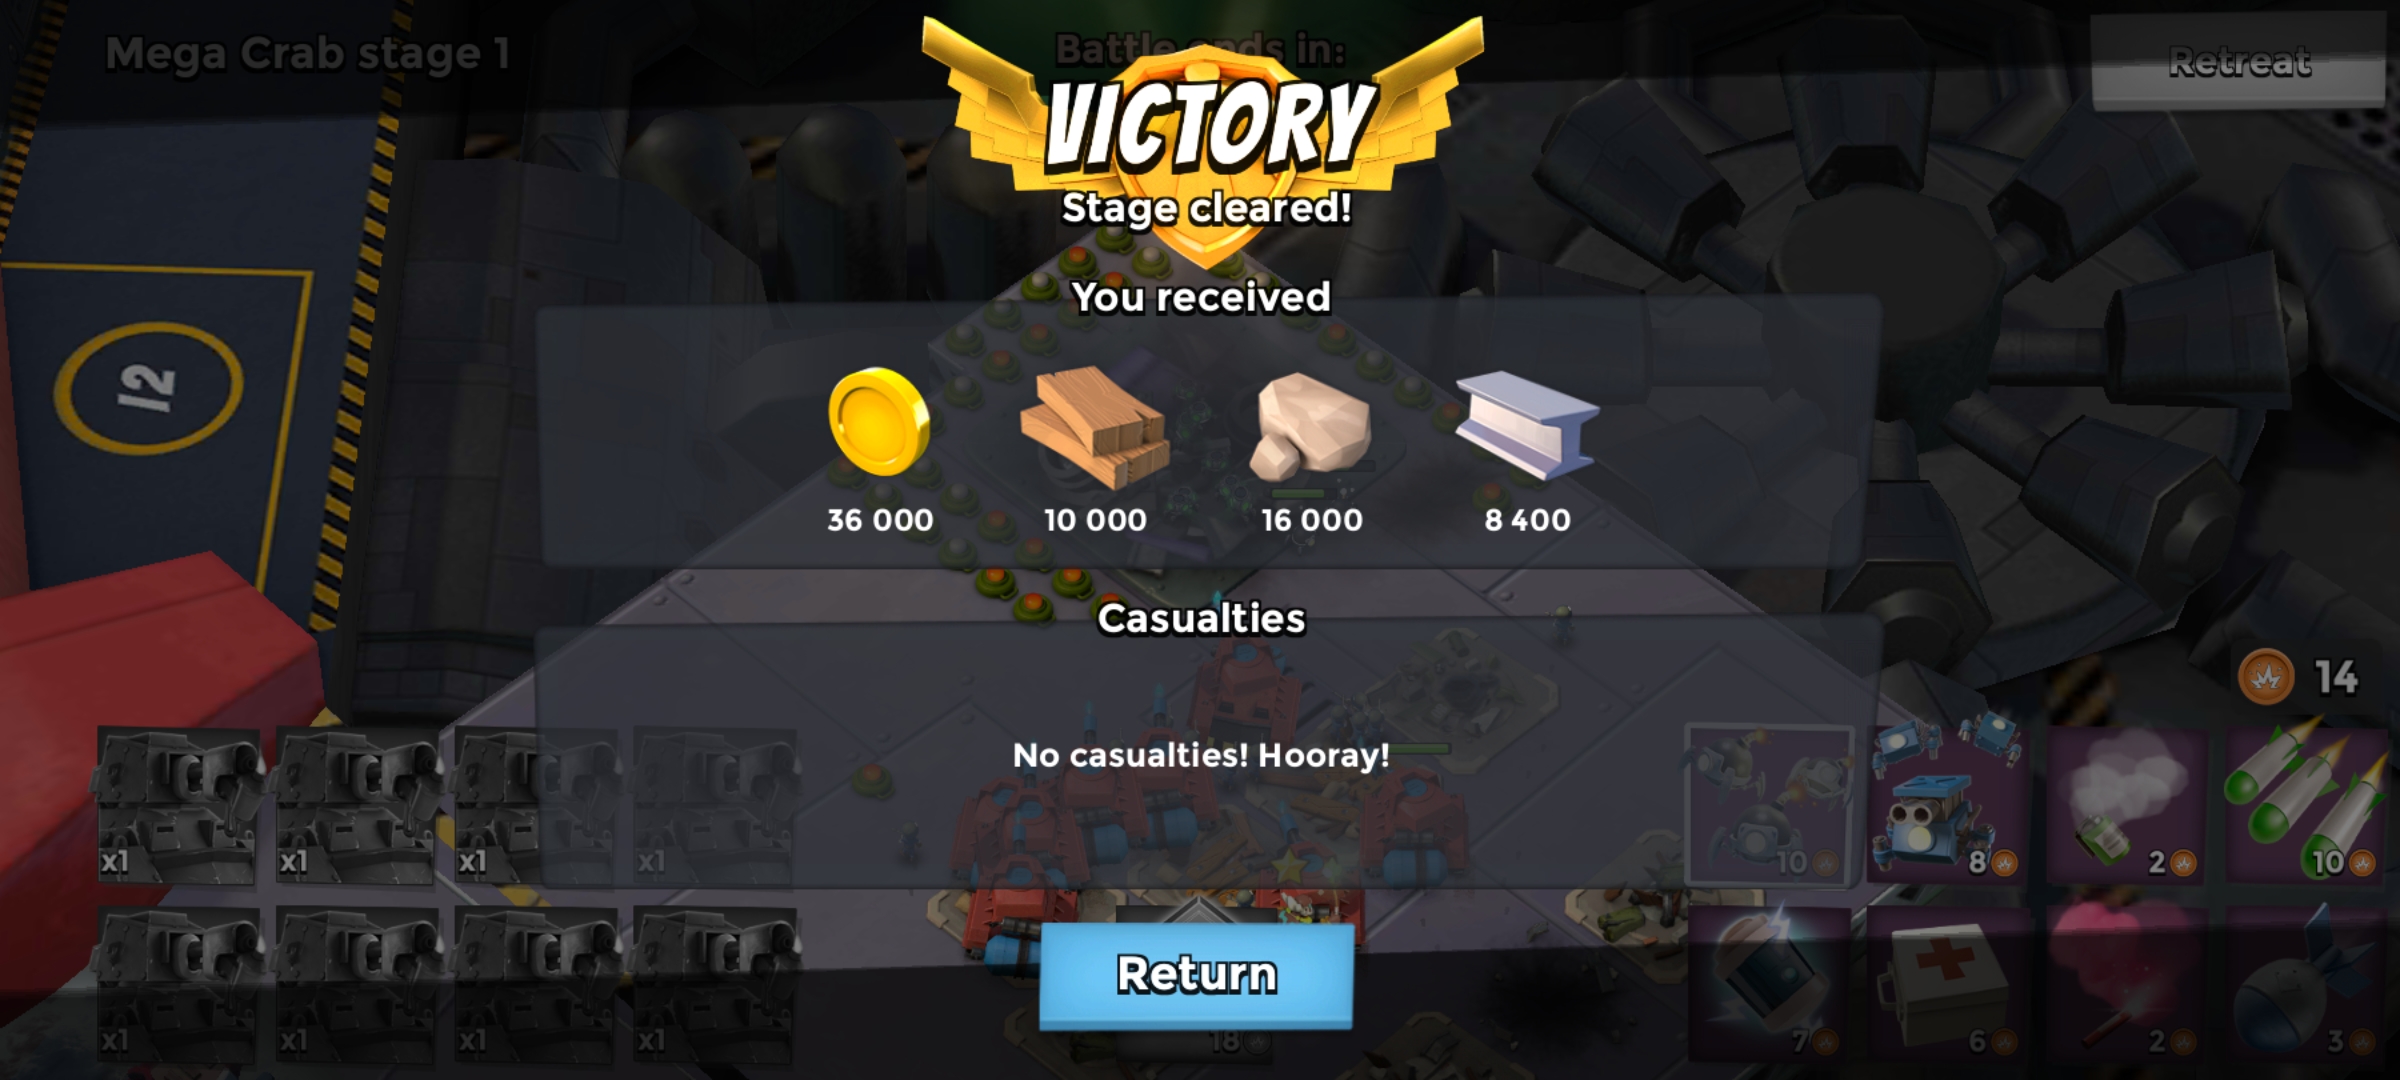 Mega Crab stage 1
Battle ends in:
Retreat
VICTORY
Stage cleared!
You received
12
36 000
10 000
16 000
8 400
Casualties
14
No casualties! Hooray!
x1
x1
x1
x1
10
8
2
10
Return
x1
x1
x1
x1
18
7
6
2
3